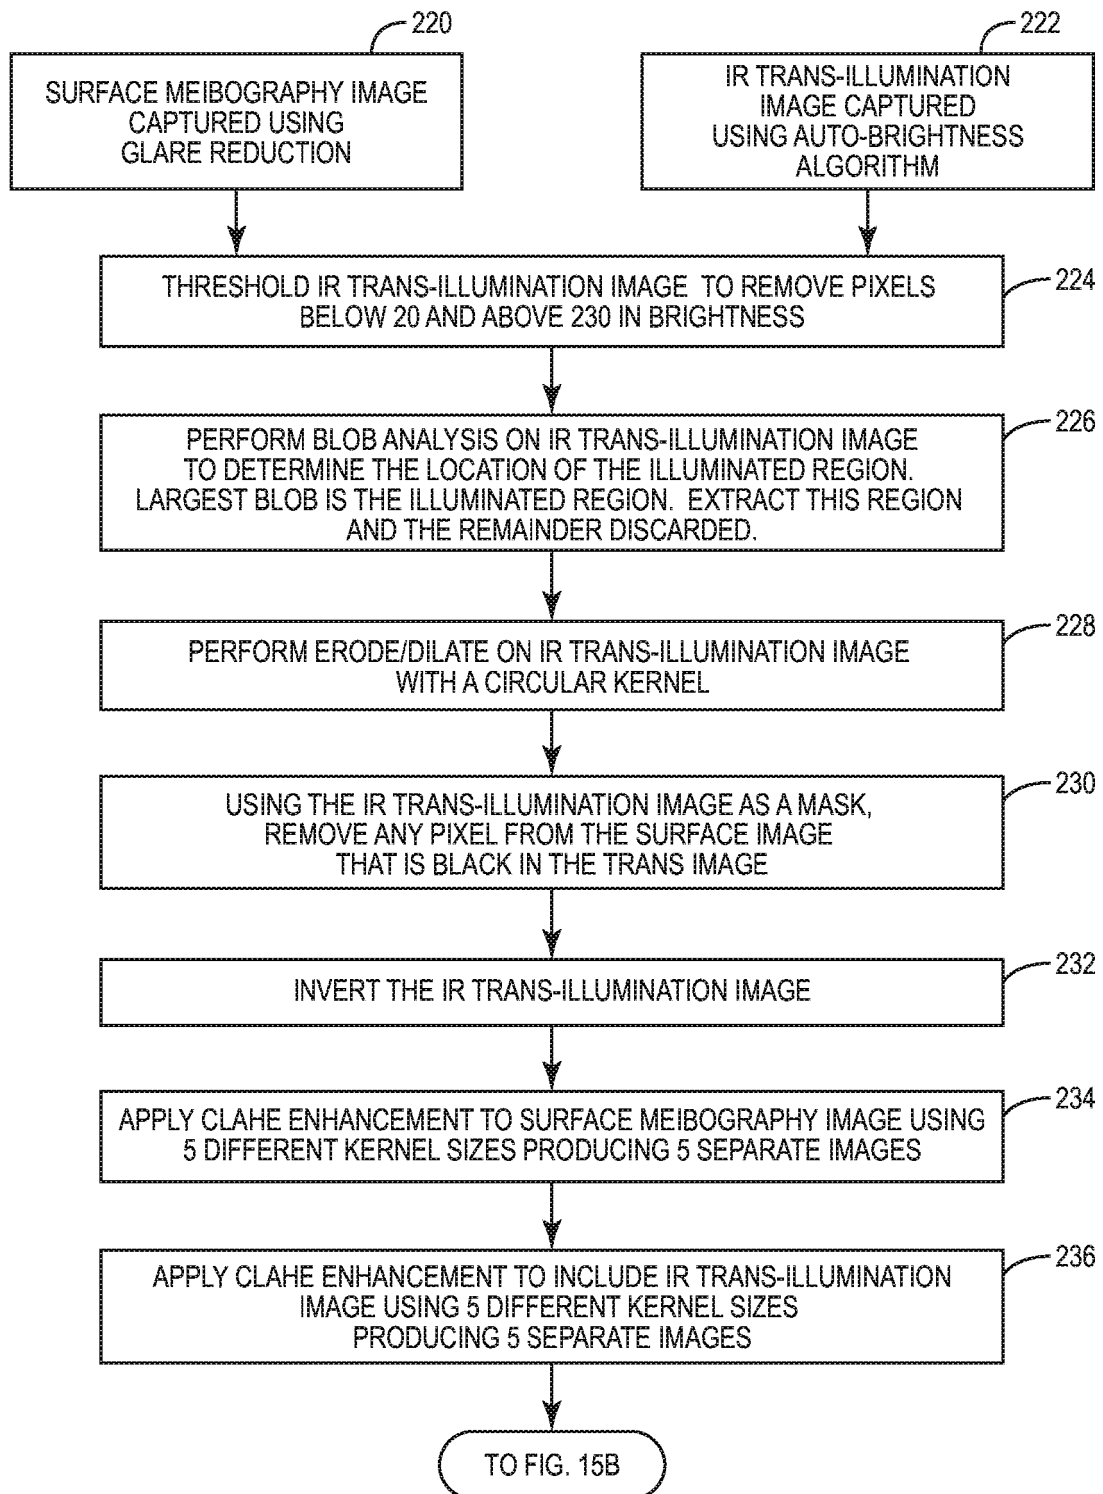 220
SURFACE MEIBOGRAPHY IMAGE
CAPTURED USING
GLARE REDUCTION
222
IR TRANS-ILLUMINATION
IMAGE CAPTURED
USING AUTO-BRIGHTNESS
ALGORITHM
THRESHOLD IR TRANS-ILLUMINATION IMAGE TO REMOVE PIXELS
BELOW 20 AND ABOVE 230 IN BRIGHTNESS
224
PERFORM BLOB ANALYSIS ON IR TRANS-ILLUMINATION IMAGE
TO DETERMINE THE LOCATION OF THE ILLUMINATED REGION.
LARGEST BLOB IS THE ILLUMINATED REGION. EXTRACT THIS REGION
AND THE REMAINDER DISCARDED.
226
PERFORM ERODE/DILATE ON IR TRANS-ILLUMINATION IMAGE
WITH A CIRCULAR KERNEL
228
USING THE IR TRANS-ILLUMINATION IMAGE AS A MASK,
REMOVE ANY PIXEL FROM THE SURFACE IMAGE
THAT IS BLACK IN THE TRANS IMAGE
230
INVERT THE IR TRANS-ILLUMINATION IMAGE
232
APPLY CLAHE ENHANCEMENT TO SURFACE MEIBOGRAPHY IMAGE USING
5 DIFFERENT KERNEL SIZES PRODUCING 5 SEPARATE IMAGES
234
APPLY CLAHE ENHANCEMENT TO INCLUDE IR TRANS-ILLUMINATION
IMAGE USING 5 DIFFERENT KERNEL SIZES
PRODUCING 5 SEPARATE IMAGES
236
TO FIG. 15B